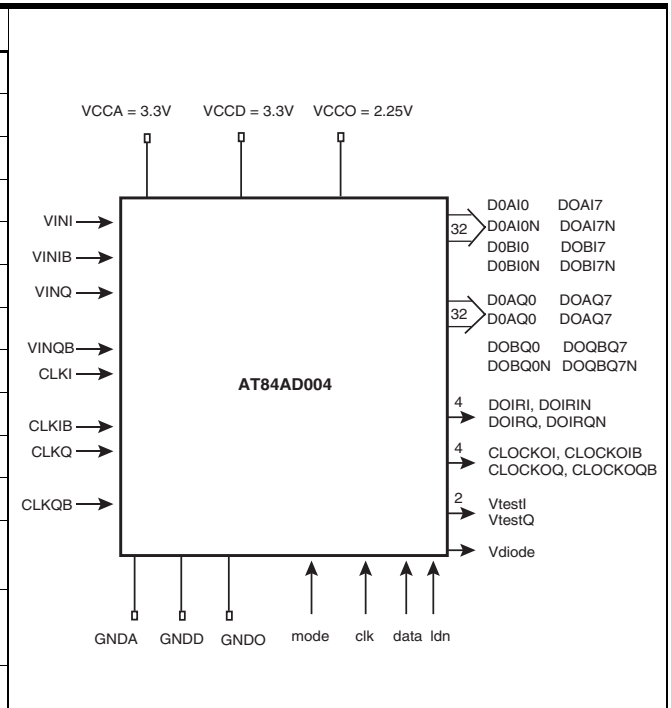 VCCA = 3.3V VCCD = 3.3V VCCO = 2.25V
VINI
VINIB
VINQ
VINQB
CLKI
CLKIB
CLKQ
CLKQB
AT84AD004
32
D0AI0 DOAI7
D0AI0N DOAI7N
D0BI0 DOBI7
D0BI0N DOBI7N
32
D0AQ0 DOAQ7
D0AQ0 DOAQ7
DOBQ0 DOQBQ7
DOBQ0N DOQBQ7N
4
DOIRI, DOIRIN
DOIRQ, DOIRQN
4
CLOCKOI, CLOCKOIB
CLOCKOQ, CLOCKOQB
2
VtestI
VtestQ
Vdiode
GNDA GNDD GNDO mode clk data ldn